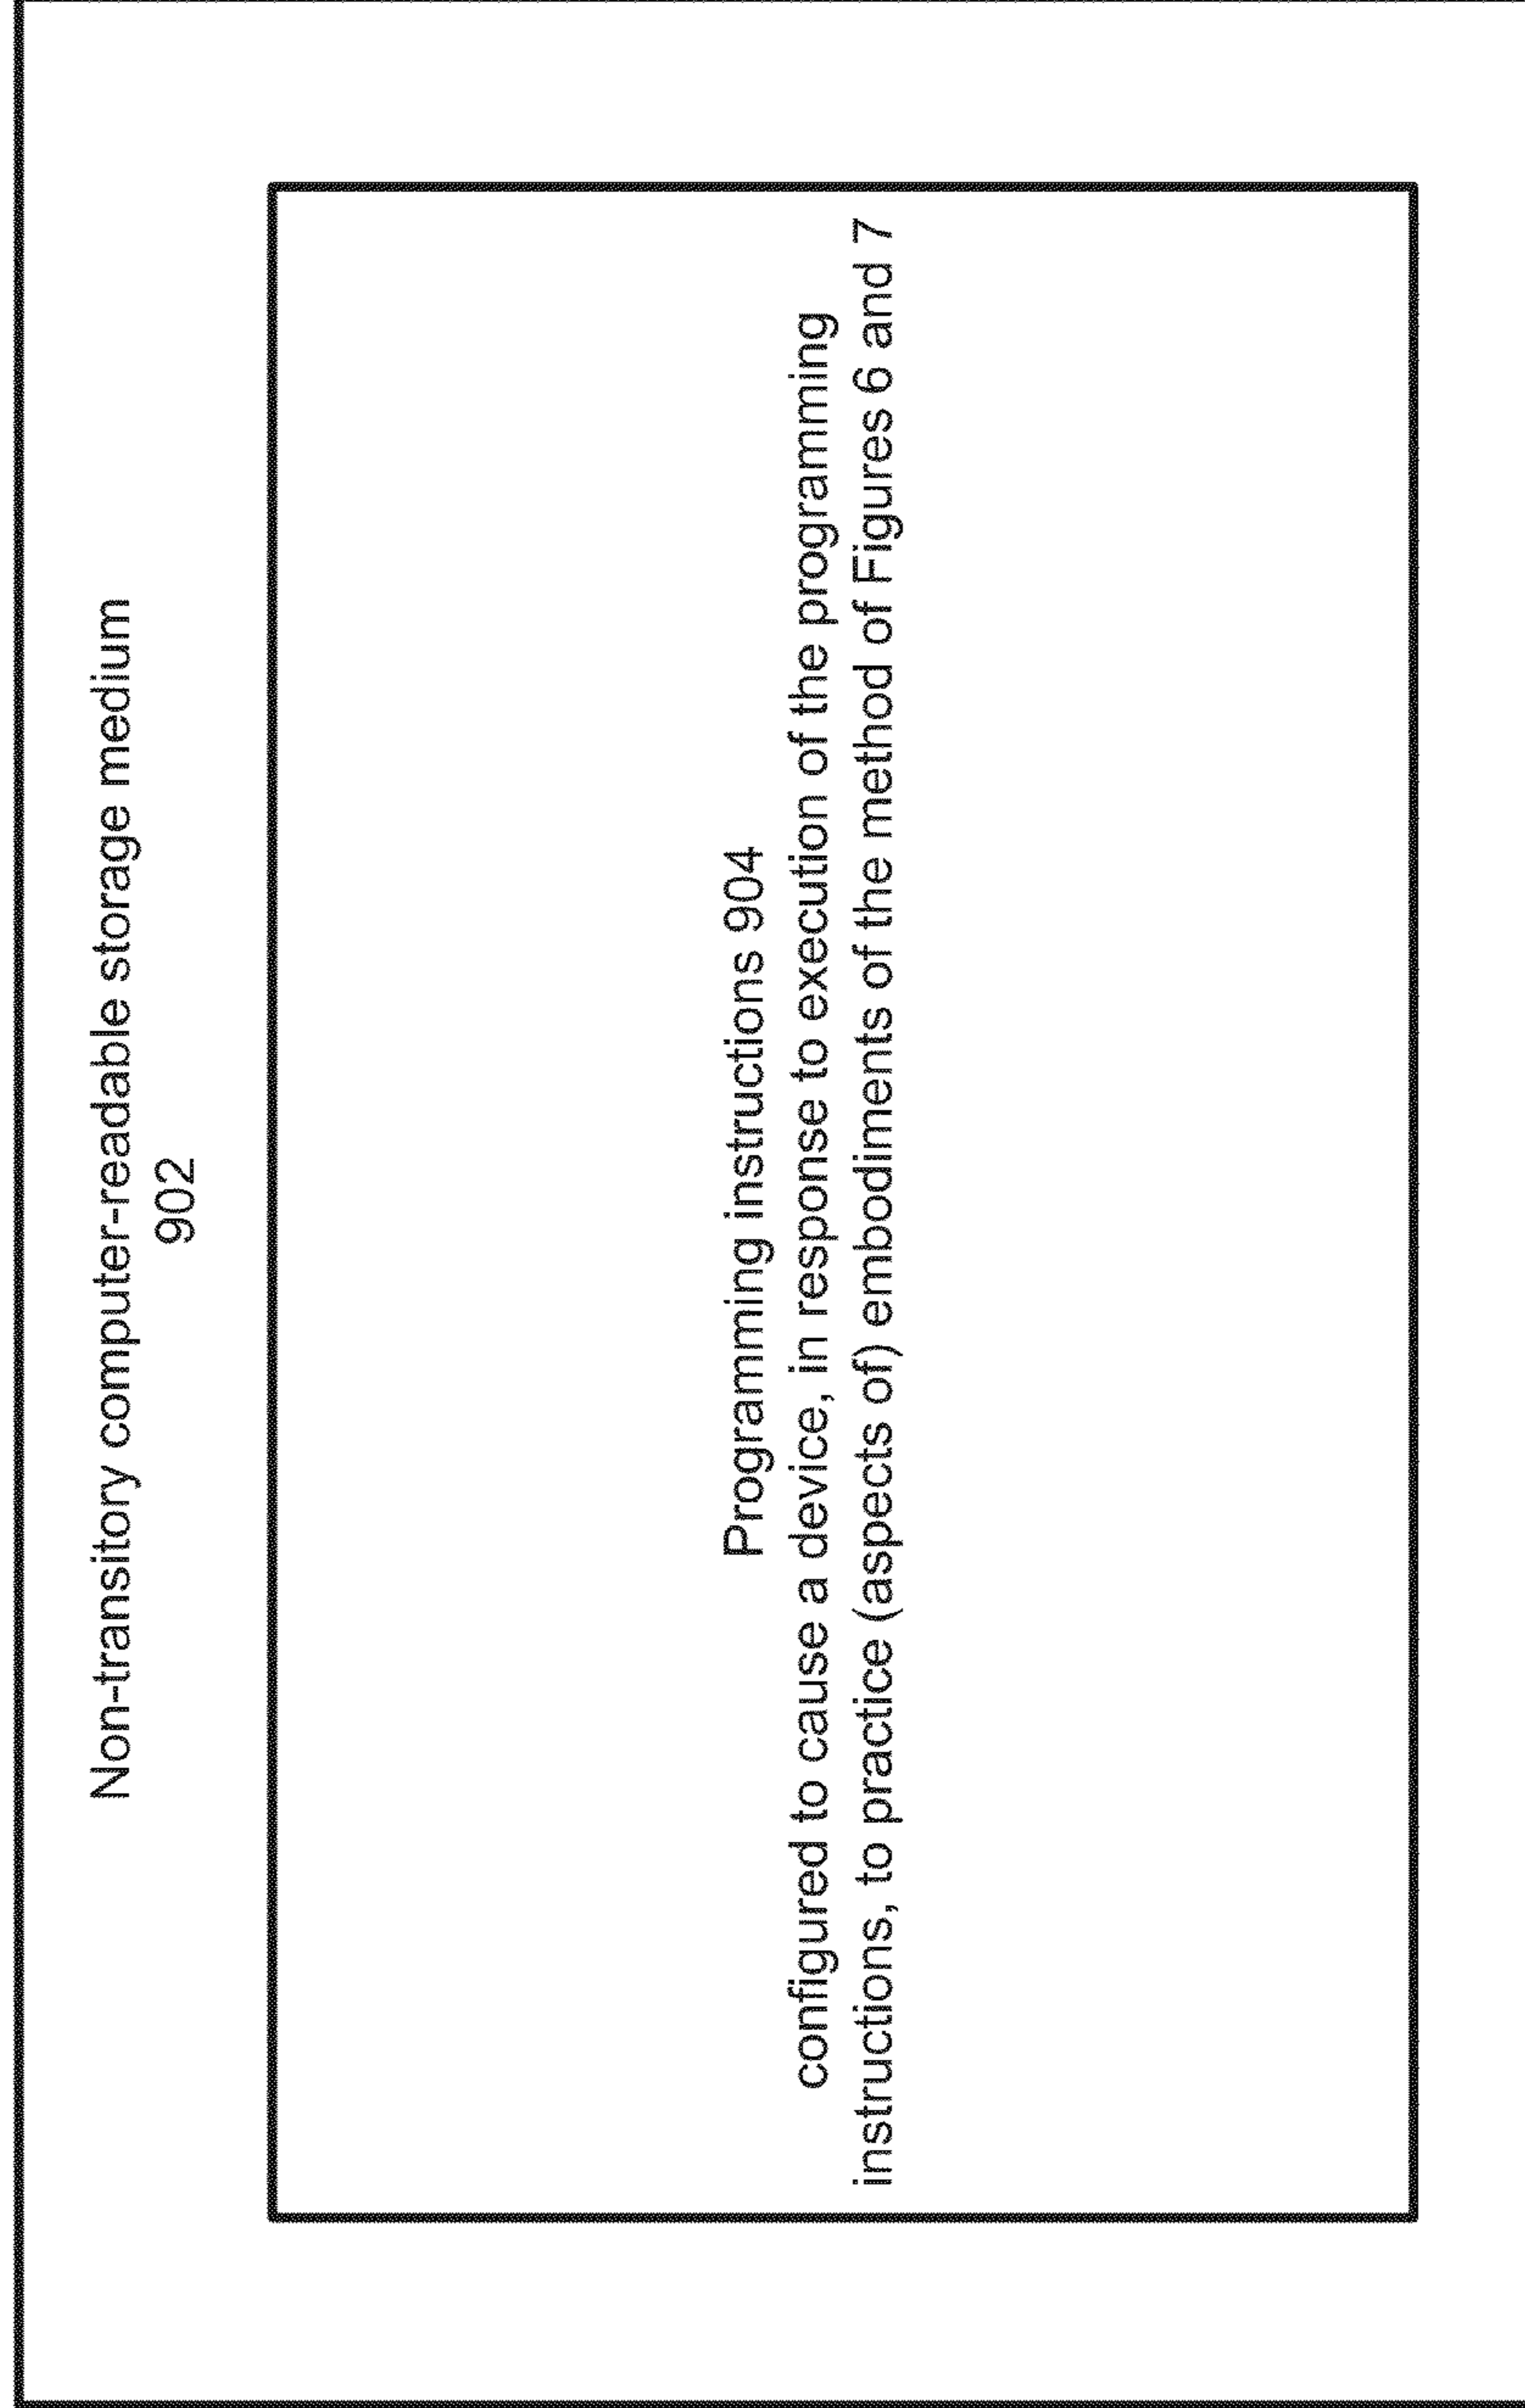 Non-transitory computer-readable storage medium
902
Programming instructions 904
configured to cause a device, in response to execution of the programming
instructions, to practice (aspects of) embodiments of the method of Figures 6 and 7